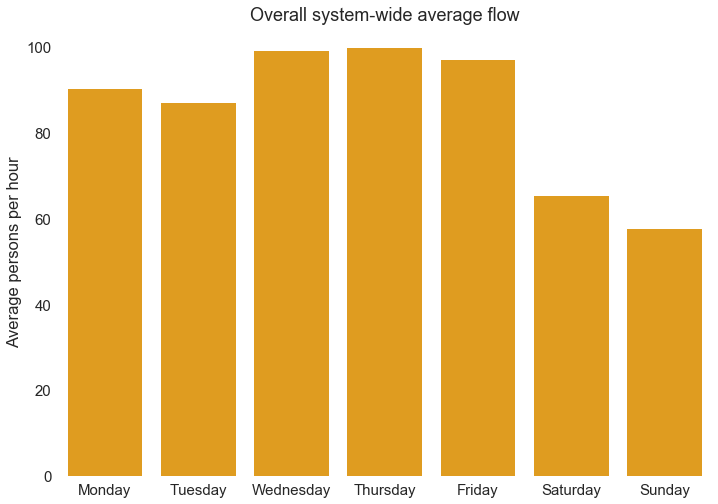 Overall system-wide average flow
Average persons per hour
100
80
60
40
20
0
Monday Tuesday Wednesday Thursday Friday Saturday Sunday